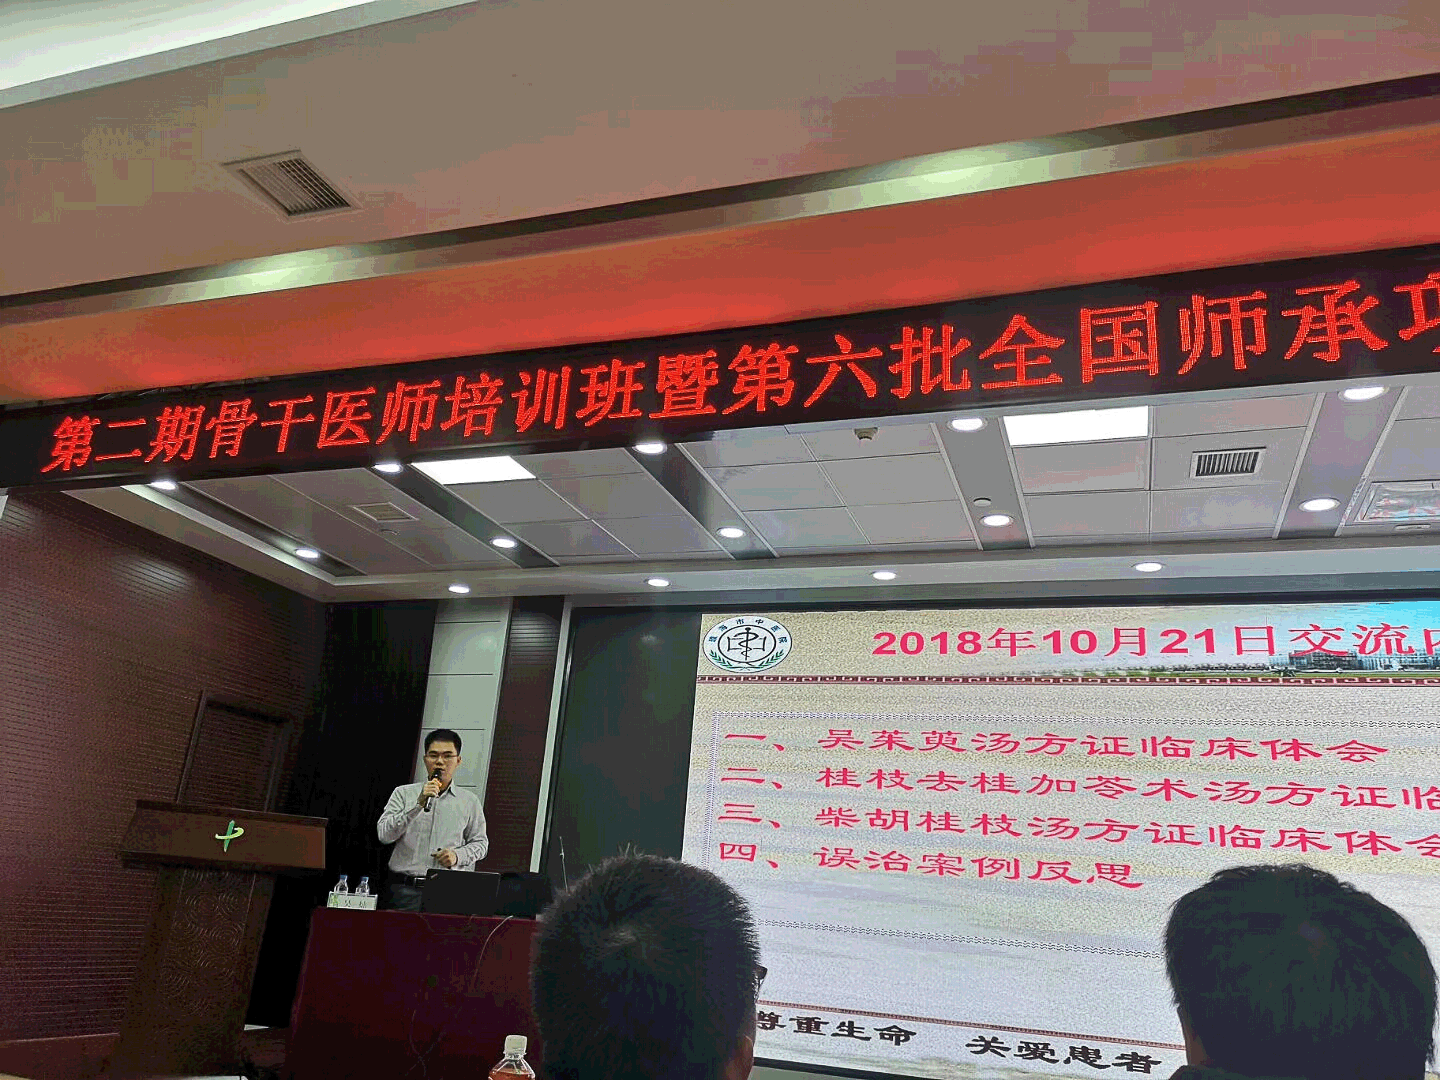 第二期骨干医师培训班暨第六批全国师承项
2018年10月21日交流内
一、吴茱萸汤方证临床体会
二、桂枝去桂加苓术汤方证临
三、柴胡桂枝汤方证临床体会
四、误治案例反思
尊重生命 关爱患者